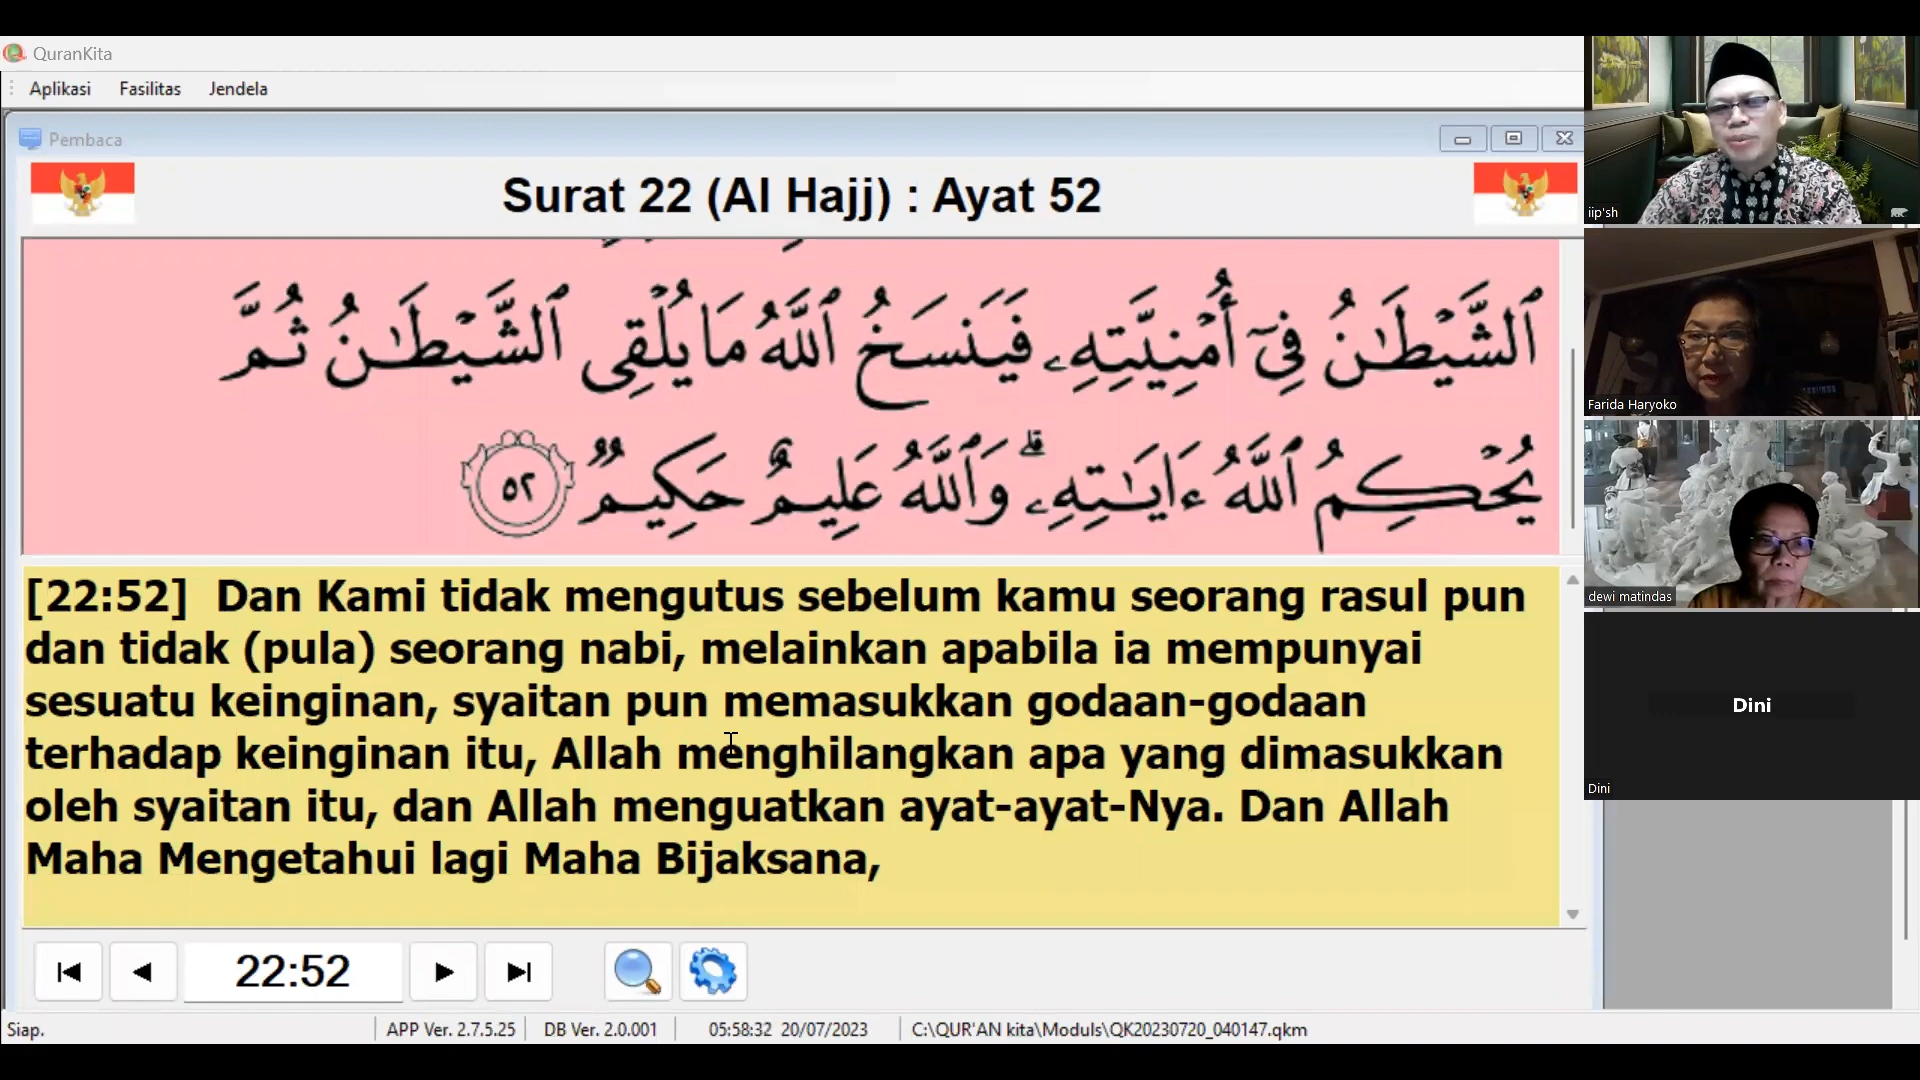 QuranKita
Aplikasi Fasilitas Jendela
Pembaca
Surat 22 (Al Hajj) : Ayat 52
ٱلشَّيْطَـٰنُ فِىٓ أُمْنِيَّتِهِۦ فَيَنسَخُ ٱللَّهُ مَا يُلْقِى ٱلشَّيْطَـٰنُ ثُمَّ
يُحْكِمُ ٱللَّهُ ءَايَـٰتِهِۦ ۗ وَٱللَّهُ عَلِيمٌ حَكِيمٌ ٥٢
[22:52] Dan Kami tidak mengutus sebelum kamu seorang rasul pun
dan tidak (pula) seorang nabi, melainkan apabila ia mempunyai
sesuatu keinginan, syaitan pun memasukkan godaan-godaan
terhadap keinginan itu, Allah menghilangkan apa yang dimasukkan
oleh syaitan itu, dan Allah menguatkan ayat-ayat-Nya. Dan Allah
Maha Mengetahui lagi Maha Bijaksana,
22:52
Siap. APP Ver. 2.7.5.25 DB Ver. 2.0.001 05:58:32 20/07/2023 C:\QUR'AN kita\Moduls\QK20230720_040147.qkm
iip'sh
Farida Haryoko
dewi matindas
Dini
Dini